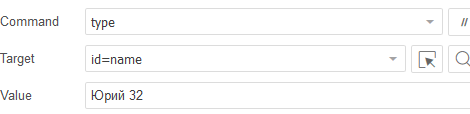 Command type //
Target id=name
Value Юрий 32